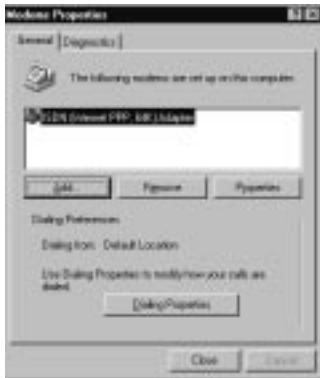 Modems Properties
General Diagnostics
The following modems are set up on this computer:
ISDN (Internet PPP, 64K) Adapter
Add... Remove Properties
Dialing Preferences
Dialing from: Default Location
Use Dialing Properties to modify how your calls are
dialed.
Dialing Properties
Close Cancel